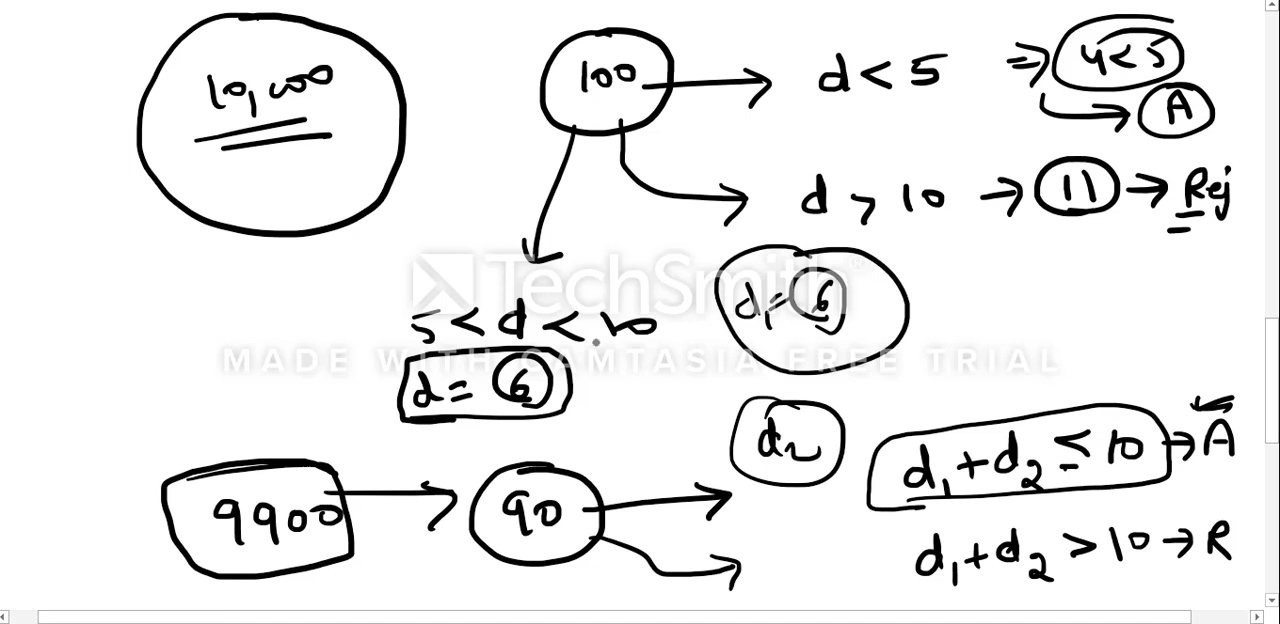 10,000
100
d < 5 ⇒ 4 < 5
A
d > 10 → 11 → Rej
TechSmith®
d₁ = 6
5 < d < 10
MADE WITH CAMTASIA FREE TRIAL
d = 6
d₂
d₁ + d₂ ≤ 10 → A
9900 → 90
d₁ + d₂ > 10 → R